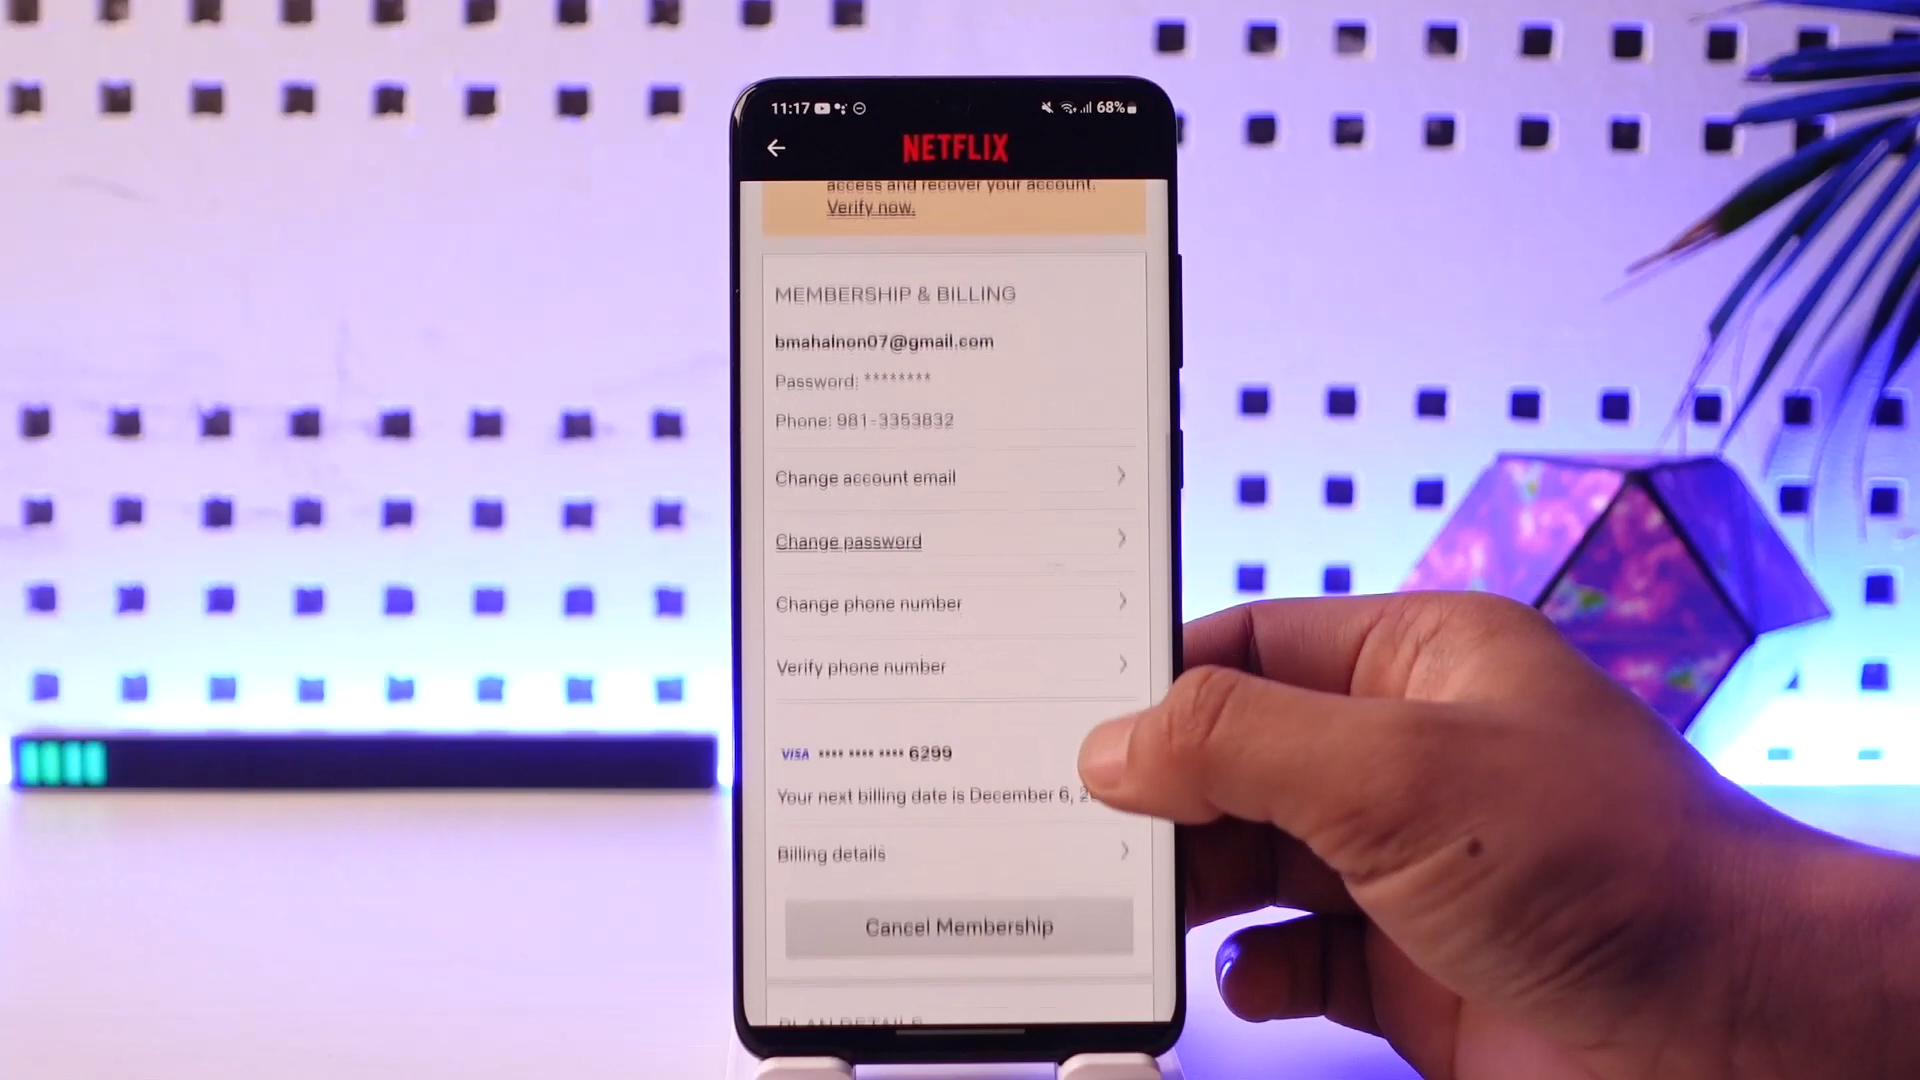 11:17 68%
NETFLIX
access and recover your account.
Verify now.
MEMBERSHIP & BILLING
bmahalnon07@gmail.com
Password: ********
Phone: 981-3353832
Change account email
Change password
Change phone number
Verify phone number
VISA •••• •••• •••• 6299
Your next billing date is December 6,
Billing details
Cancel Membership
PLAN DETAILS